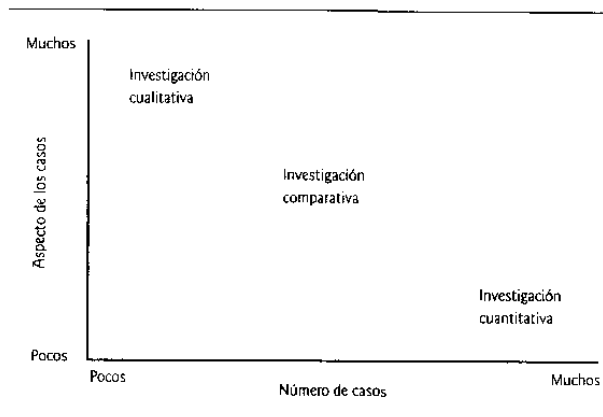 Muchos
Investigación
cualitativa
Investigación
comparativa
Aspecto de los casos
Investigación
cuantitativa
Pocos
Pocos
Número de casos
Muchos